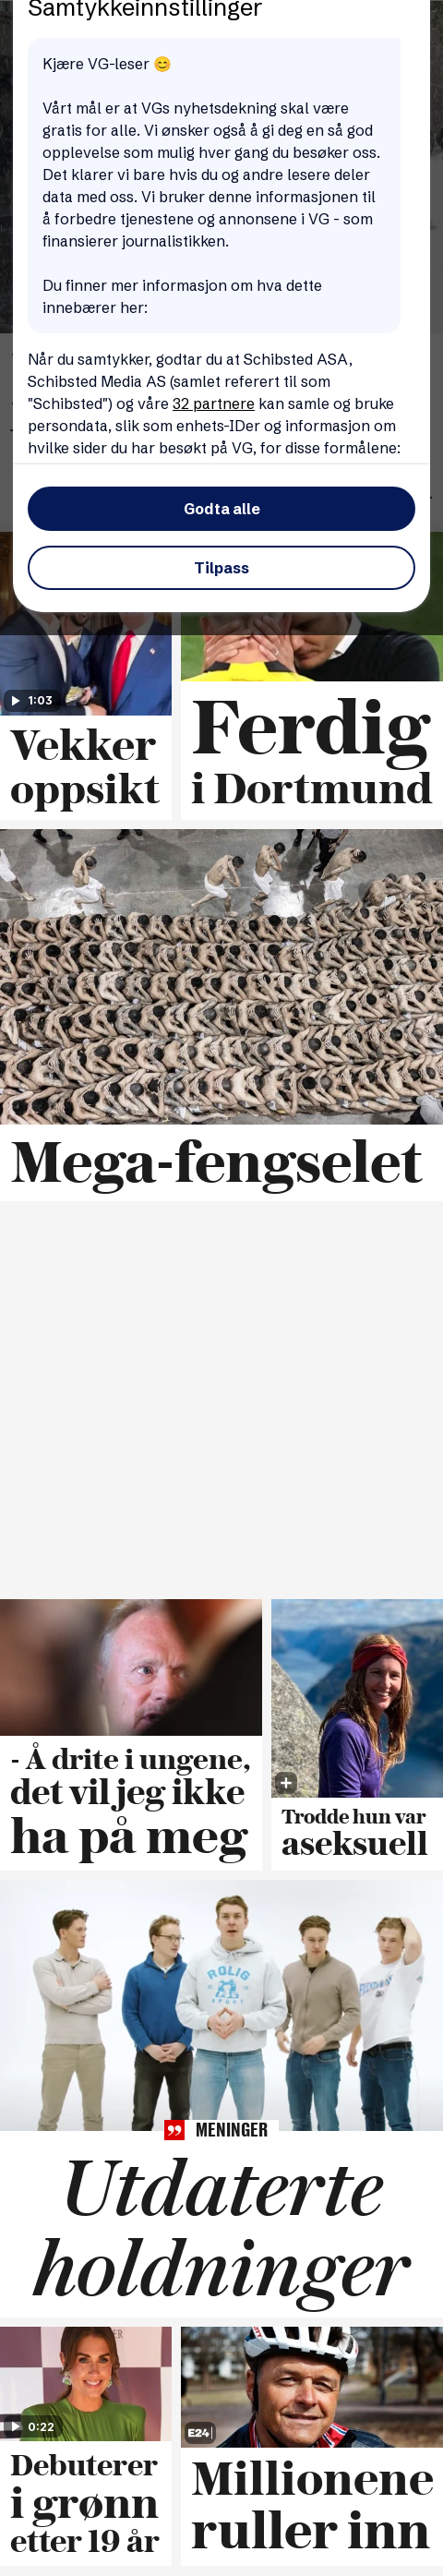 Samtykkeinnstillinger
Kjære VG-leser 😊
Vårt mål er at VGs nyhetsdekning skal være
gratis for alle. Vi ønsker også å gi deg en så god
opplevelse som mulig hver gang du besøker oss.
Det klarer vi bare hvis du og andre lesere deler
data med oss. Vi bruker denne informasjonen til
å forbedre tjenestene og annonsene i VG - som
finansierer journalistikken.
Du finner mer informasjon om hva dette
innebærer her:
Når du samtykker, godtar du at Schibsted ASA,
Schibsted Media AS (samlet referert til som
"Schibsted") og våre 32 partnere kan samle og bruke
persondata, slik som enhets-IDer og informasjon om
hvilke sider du har besøkt på VG, for disse formålene:
Godta alle
Tilpass
1:03
Vekker
oppsikt
Ferdig
i Dortmund
Mega-fengselet
- Å drite i ungene,
det vil jeg ikke
ha på meg
Trodde hun var
aseksuell
ROLIG
SPORT
MENINGER
Utdaterte
holdninger
0:22
Debuterer
i grønn
etter 19 år
E24
Millionene
ruller inn